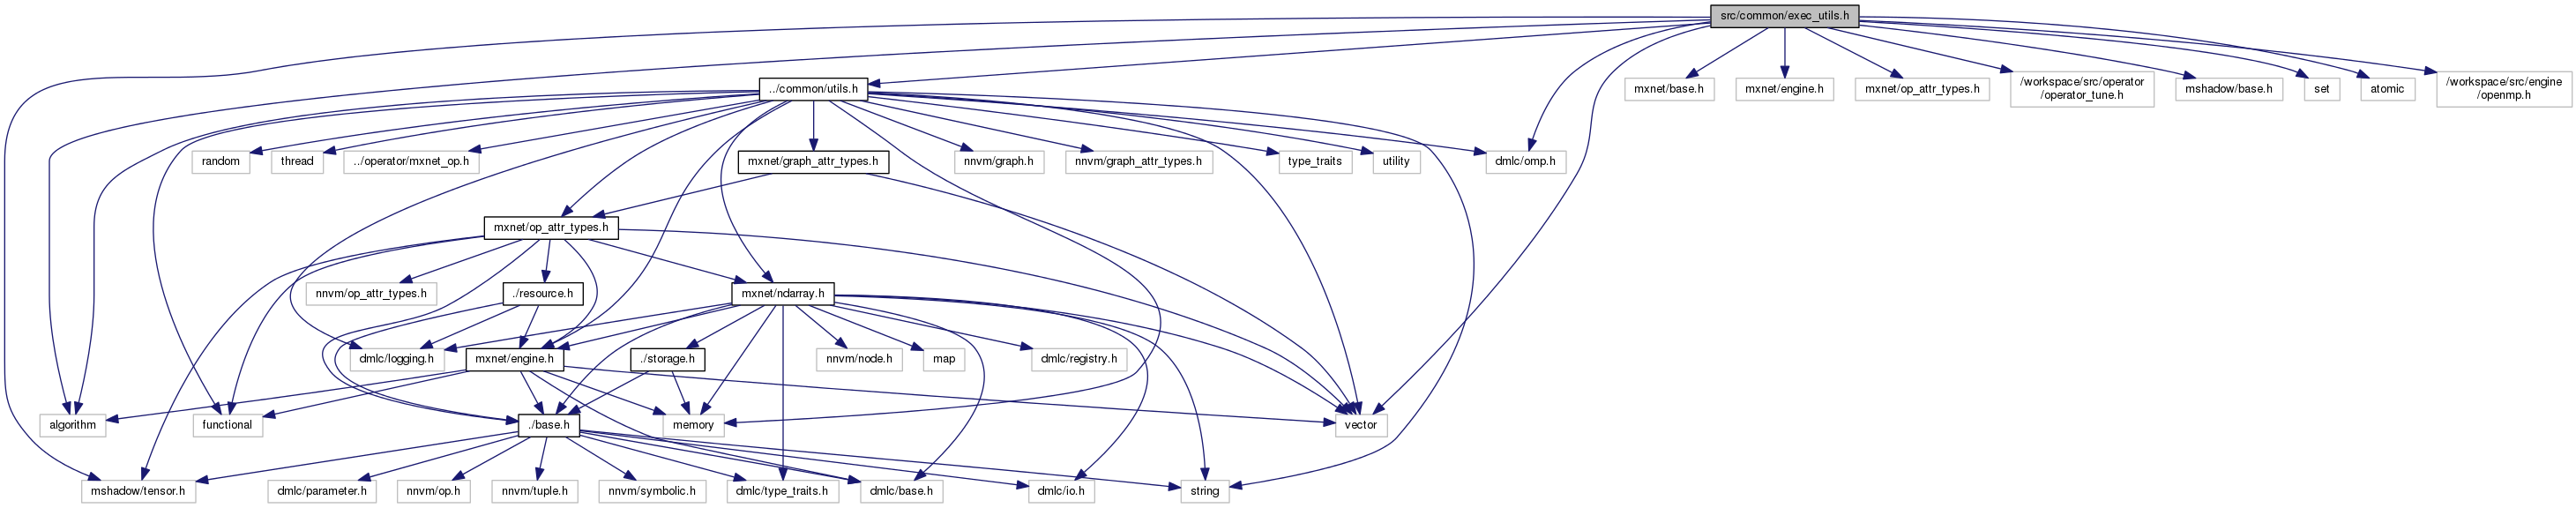 src/common/exec_utils.h
../common/utils.h
mxnet/base.h
mxnet/engine.h
mxnet/op_attr_types.h
/workspace/src/operator
/operator_tune.h
mshadow/base.h
set
atomic
/workspace/src/engine
/openmp.h
random
thread
../operator/mxnet_op.h
mxnet/graph_attr_types.h
nnvm/graph.h
nnvm/graph_attr_types.h
type_traits
utility
dmlc/omp.h
mxnet/op_attr_types.h
nnvm/op_attr_types.h
./resource.h
mxnet/ndarray.h
dmlc/logging.h
mxnet/engine.h
./storage.h
nnvm/node.h
map
dmlc/registry.h
algorithm
functional
./base.h
memory
vector
mshadow/tensor.h
dmlc/parameter.h
nnvm/op.h
nnvm/tuple.h
nnvm/symbolic.h
dmlc/type_traits.h
dmlc/base.h
dmlc/io.h
string